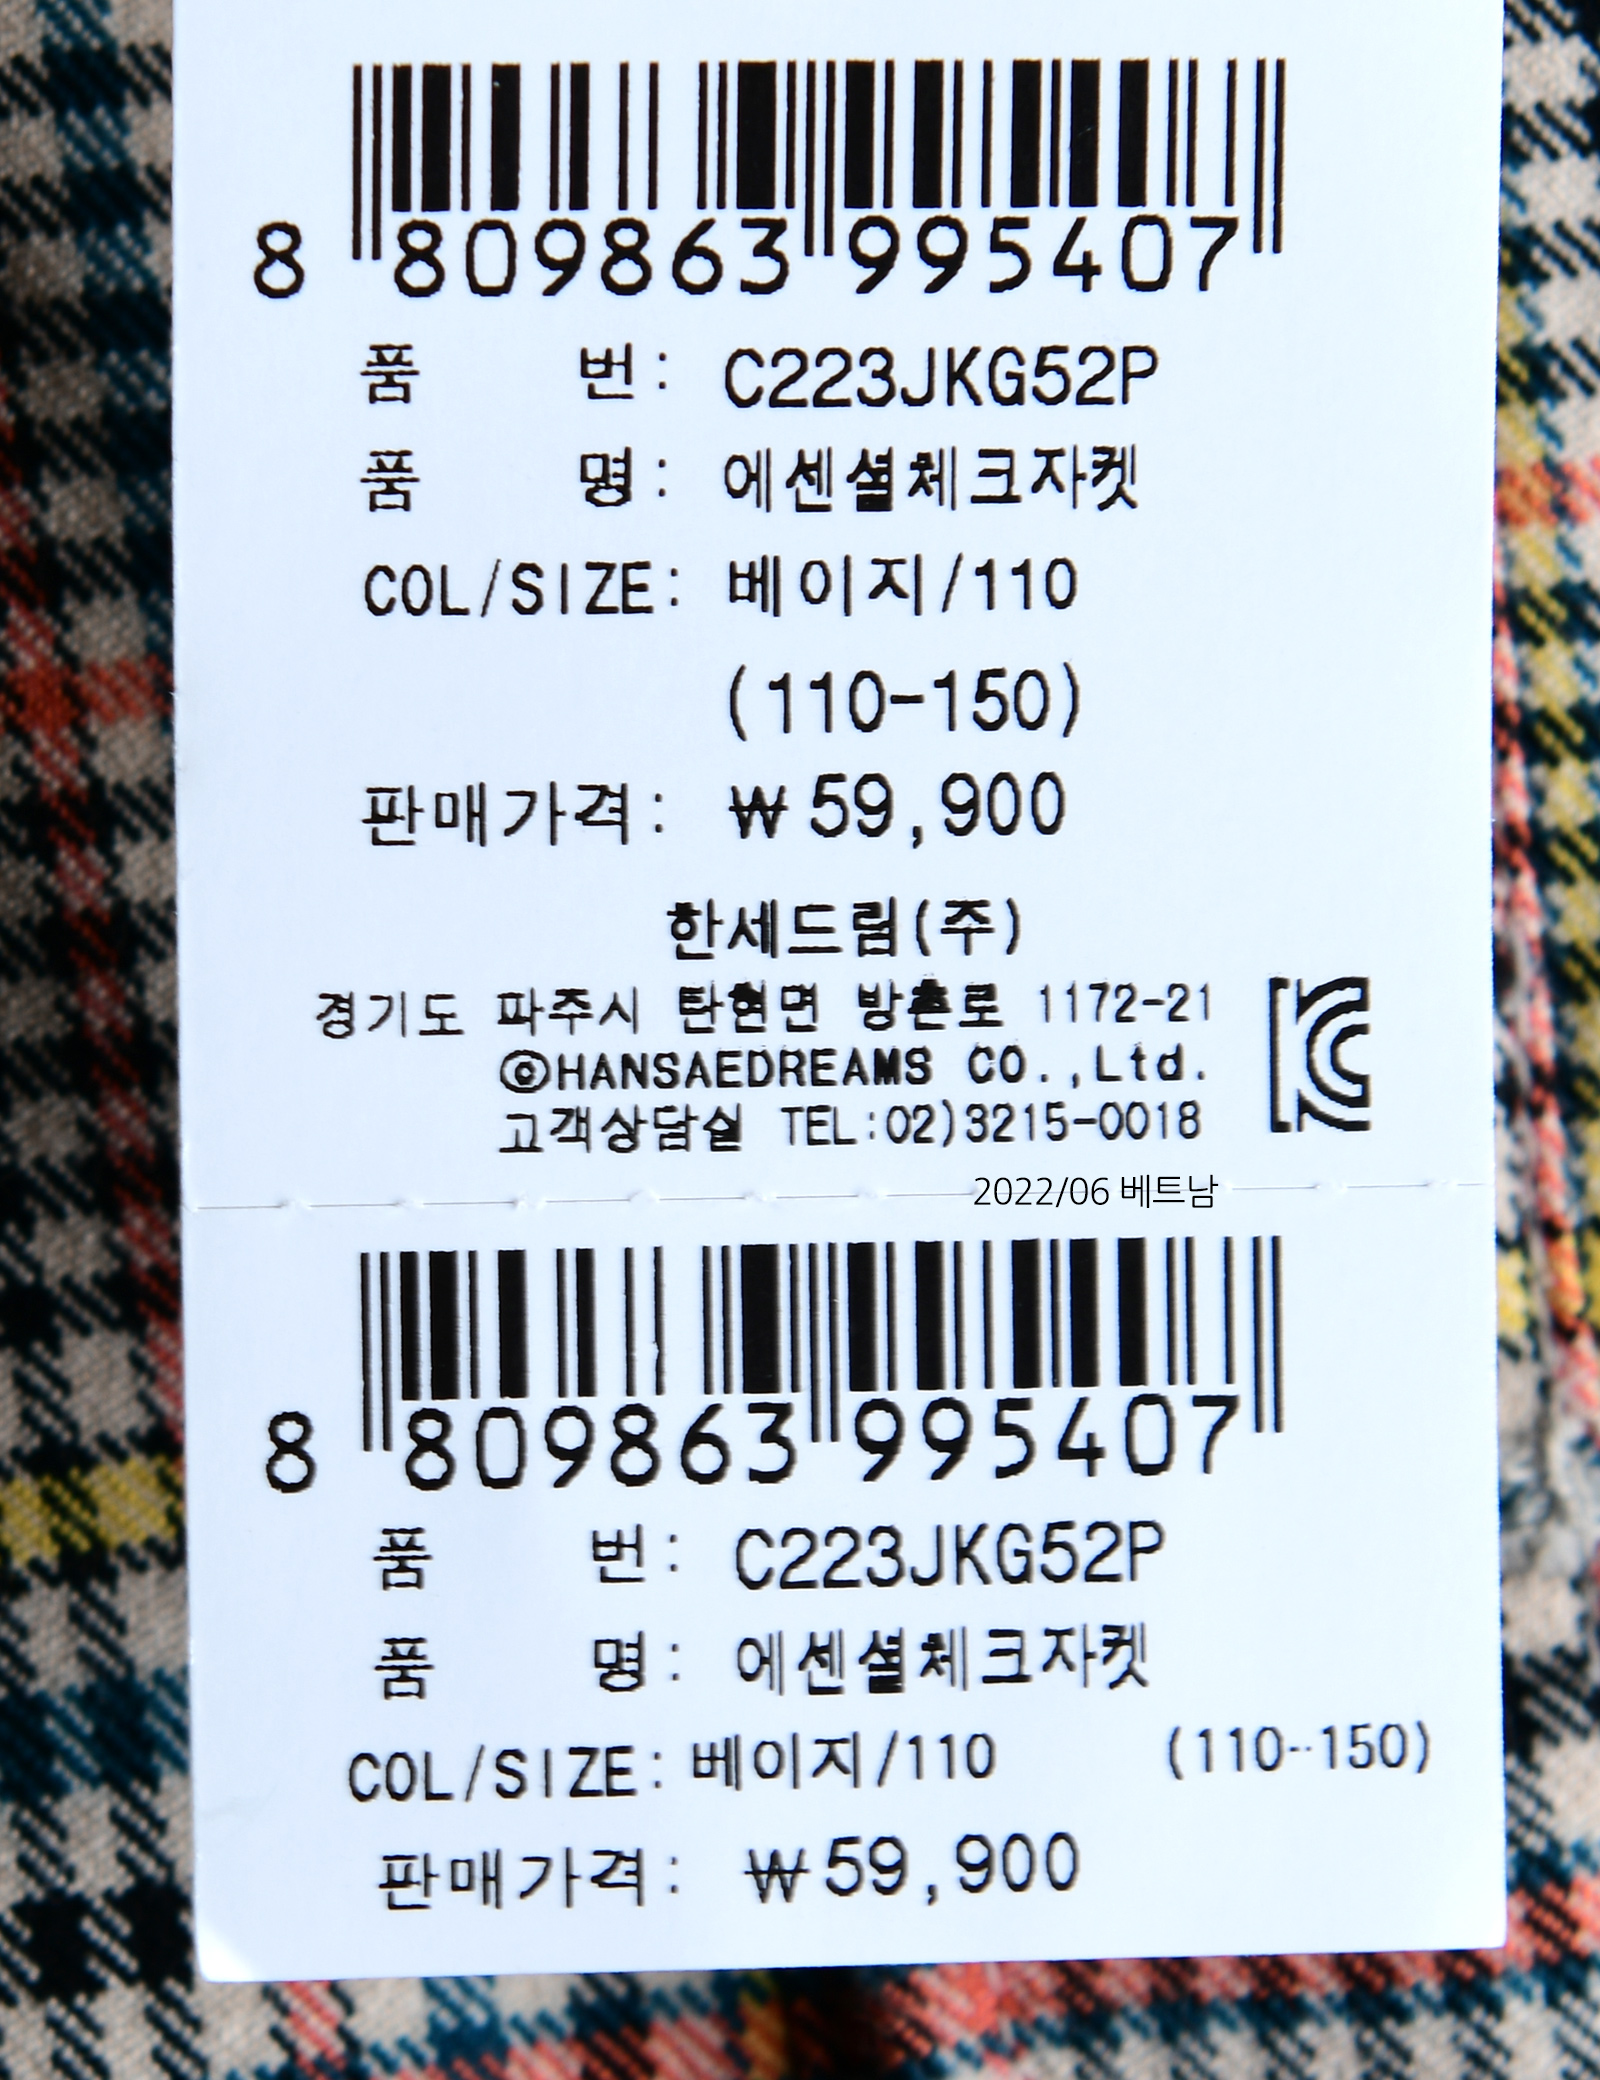 8 809863 995407
품 번: C223JKG52P
품 명: 에센셜체크자켓
COL/SIZE: 베이지/110
(110-150)
판매가격: ₩59,900
한세드림(주)
경기도 파주시 탄현면 방촌로 1172-21
©HANSAEDREAMS CO.,Ltd.
고객상담실 TEL:02)3215-0018
2022/06 베트남
8 809863 995407
품 번: C223JKG52P
품 명: 에센셜체크자켓
COL/SIZE: 베이지/110 (110-150)
판매가격: ₩59,900